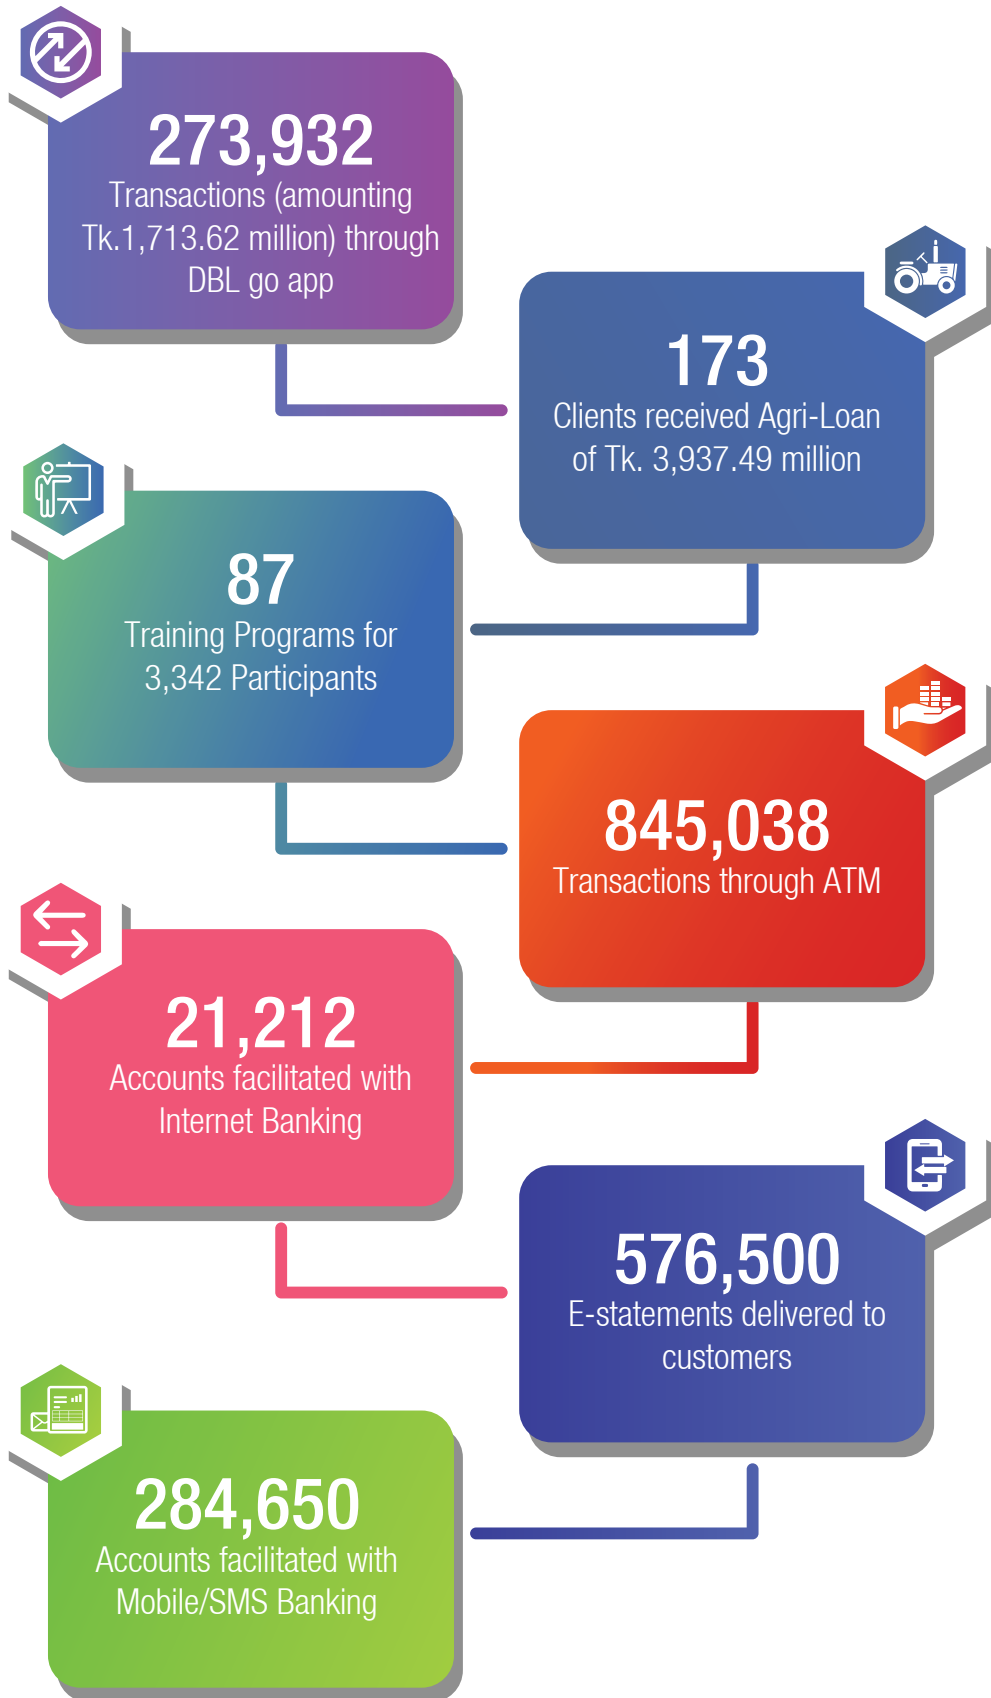 273,932
Transactions (amounting
Tk.1,713.62 million) through
DBL go app
173
Clients received Agri-Loan
of Tk. 3,937.49 million
87
Training Programs for
3,342 Participants
845,038
Transactions through ATM
21,212
Accounts facilitated with
Internet Banking
576,500
E-statements delivered to
customers
284,650
Accounts facilitated with
Mobile/SMS Banking